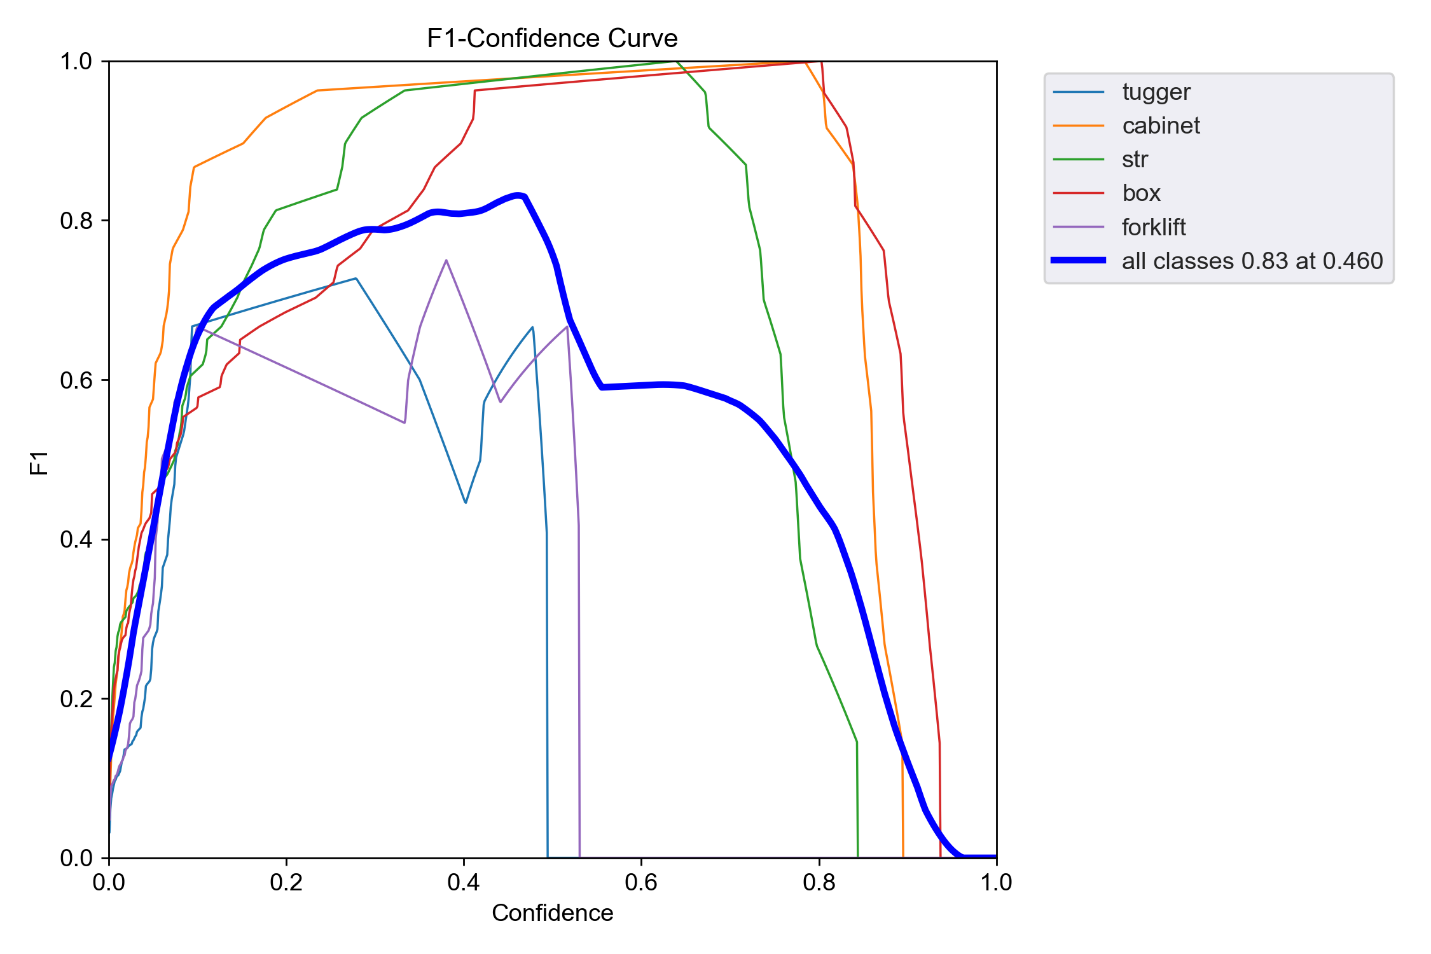 F1-Confidence Curve
1.0
0.8
0.6
0.4
0.2
0.0
F1
0.0 0.2 0.4 0.6 0.8 1.0
Confidence
tugger
cabinet
str
box
forklift
all classes 0.83 at 0.460